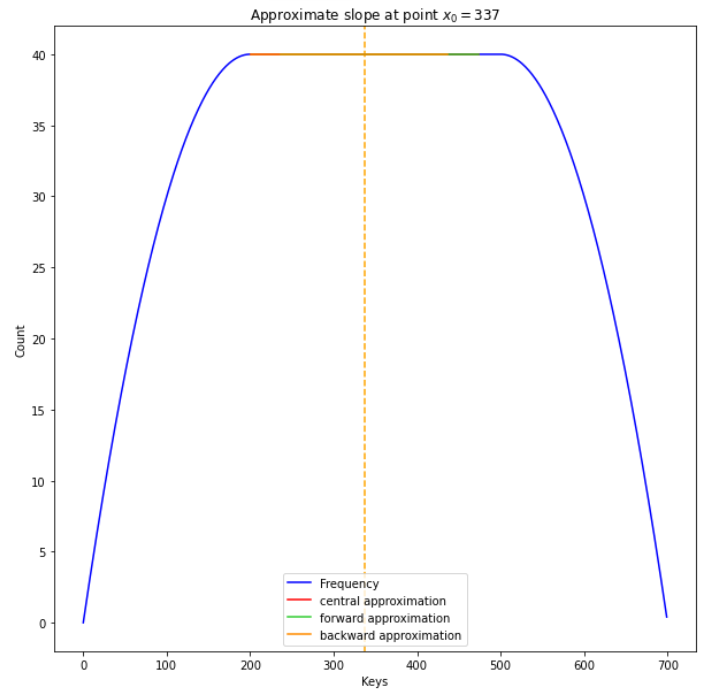 Approximate slope at point $x_0 = 337$
40
35
30
25
20
15
10
5
0
Count
Frequency
central approximation
forward approximation
backward approximation
0 100 200 300 400 500 600 700
Keys